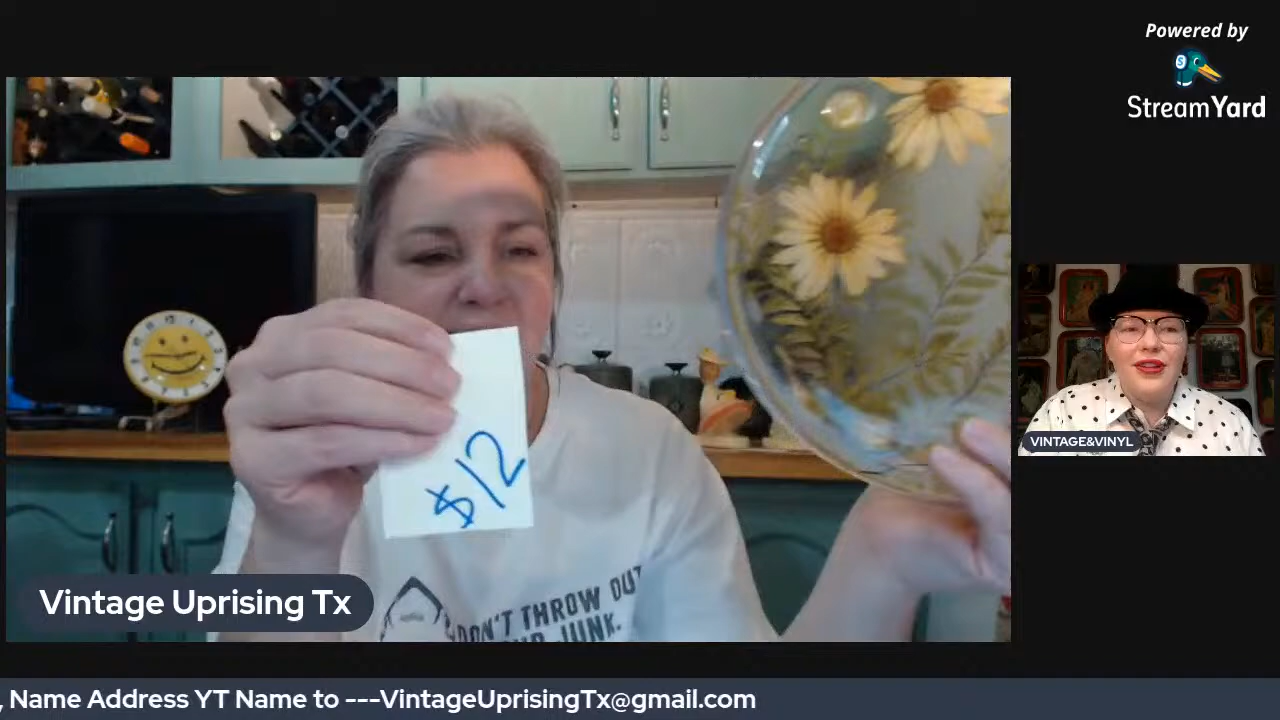 Powered by
StreamYard
$12
VINTAGE&VINYL
Vintage Uprising Tx
DON'T THROW OUT
JUNK.
, Name Address YT Name to ---VintageUprisingTx@gmail.com